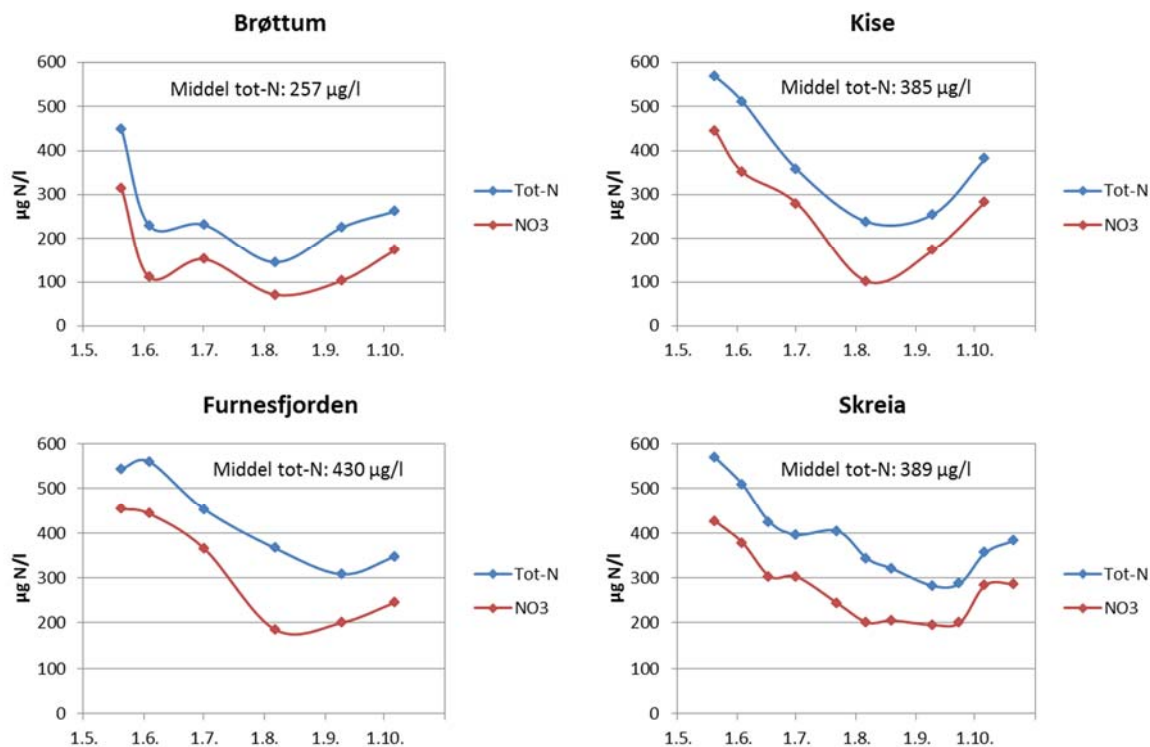 Brøttum
600
500
400
300
200
100
0
µg N/l
Middel tot-N: 257 µg/l
Tot-N
NO3
1.5. 1.6. 1.7. 1.8. 1.9. 1.10.
Kise
600
500
400
300
200
100
0
µg N/l
Middel tot-N: 385 µg/l
Tot-N
NO3
1.5. 1.6. 1.7. 1.8. 1.9. 1.10.
Furnesfjorden
600
500
400
300
200
100
0
µg N/l
Middel tot-N: 430 µg/l
Tot-N
NO3
1.5. 1.6. 1.7. 1.8. 1.9. 1.10.
Skreia
600
500
400
300
200
100
0
µg N/l
Middel tot-N: 389 µg/l
Tot-N
NO3
1.5. 1.6. 1.7. 1.8. 1.9. 1.10.